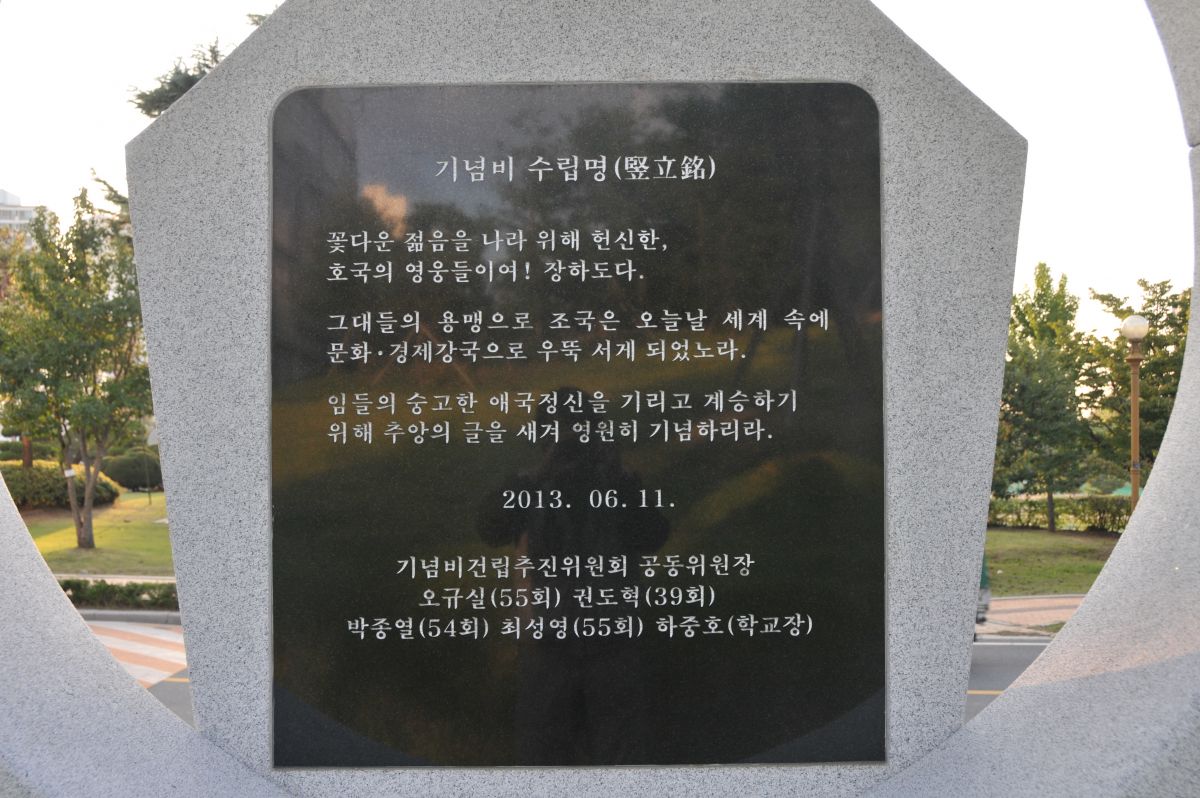 기념비 수립명(竪立銘)
꽃다운 젊음을 나라 위해 헌신한,
호국의 영웅들이여! 장하도다.
그대들의 용맹으로 조국은 오늘날 세계 속에
문화·경제강국으로 우뚝 서게 되었노라.
임들의 숭고한 애국정신을 기리고 계승하기
위해 추앙의 글을 새겨 영원히 기념하리라.
2013. 06. 11.
기념비건립추진위원회 공동위원장
오규실(55회) 권도혁(39회)
박종열(54회) 최성영(55회) 하중호(학교장)